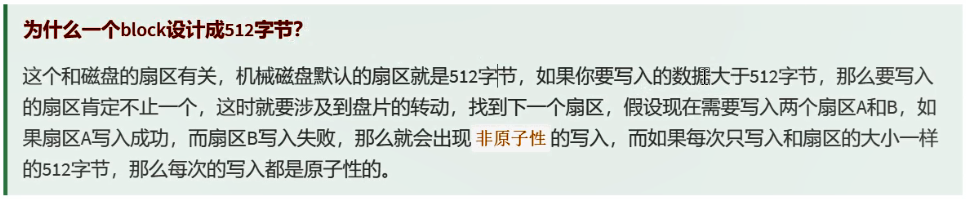 为什么一个block设计成512字节？
这个和磁盘的扇区有关，机械磁盘默认的扇区就是512字节，如果你要写入的数据大于512字节，那么要写入
的扇区肯定不止一个，这时就要涉及到盘片的转动，找到下一个扇区，假设现在需要写入两个扇区A和B，如
果扇区A写入成功，而扇区B写入失败，那么就会出现 非原子性 的写入，而如果每次只写入和扇区的大小一样
的512字节，那么每次的写入都是原子性的。